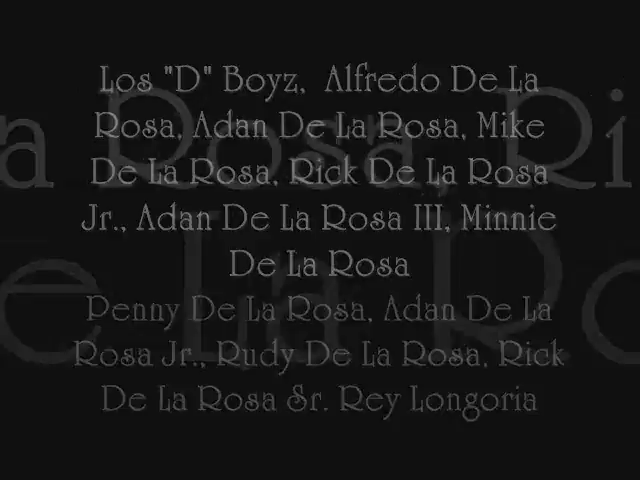 Los "D" Boyz, Alfredo De La
Rosa, Adan De La Rosa, Mike
De La Rosa, Rick De La Rosa
Jr., Adan De La Rosa III, Minnie
De La Rosa
Penny De La Rosa, Adan De La
Rosa Jr., Rudy De La Rosa, Rick
De La Rosa Sr. Rey Longoria